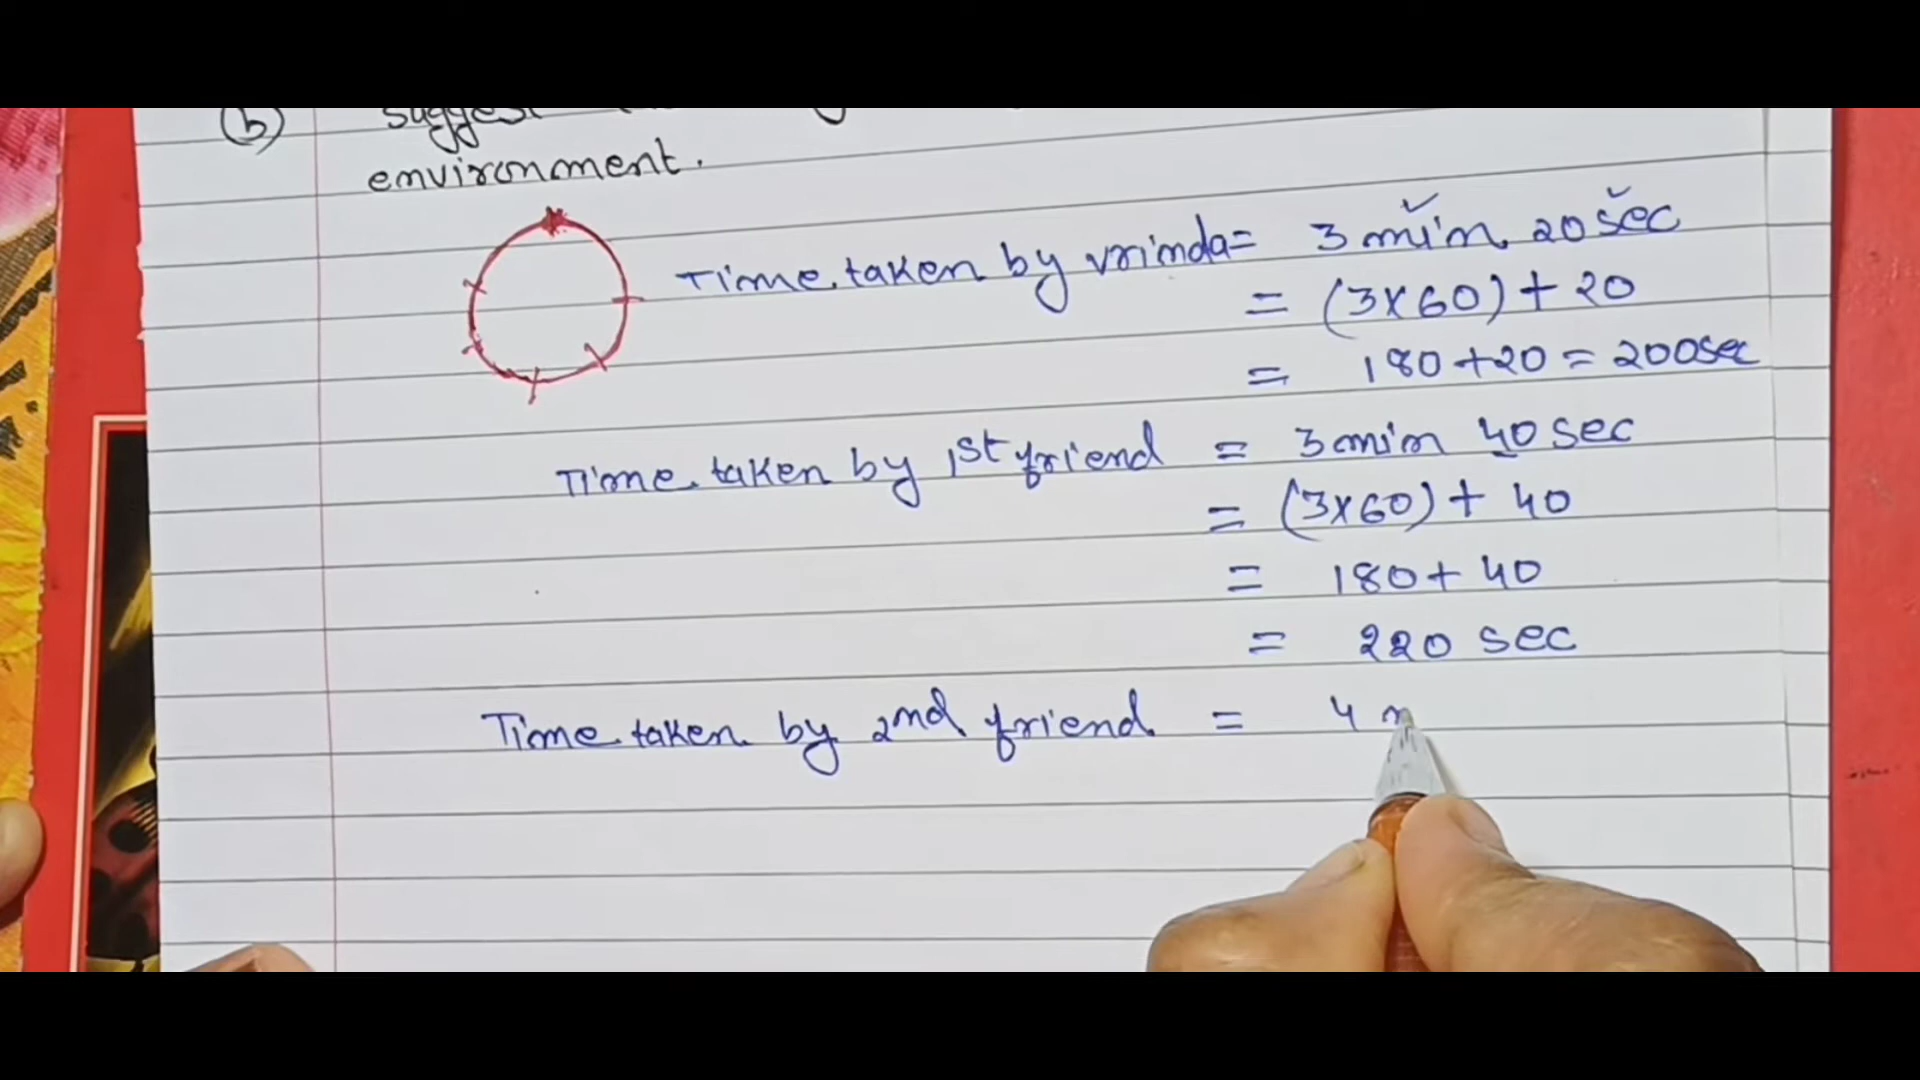 (b) suggest
environment.
Time taken by vrinda = 3 min 20 sec
= (3x60) + 20
= 180 + 20 = 200sec
Time taken by 1st friend = 3 min 40 sec
= (3x60) + 40
= 180 + 40
= 220 sec
Time taken by 2nd friend = 4 m